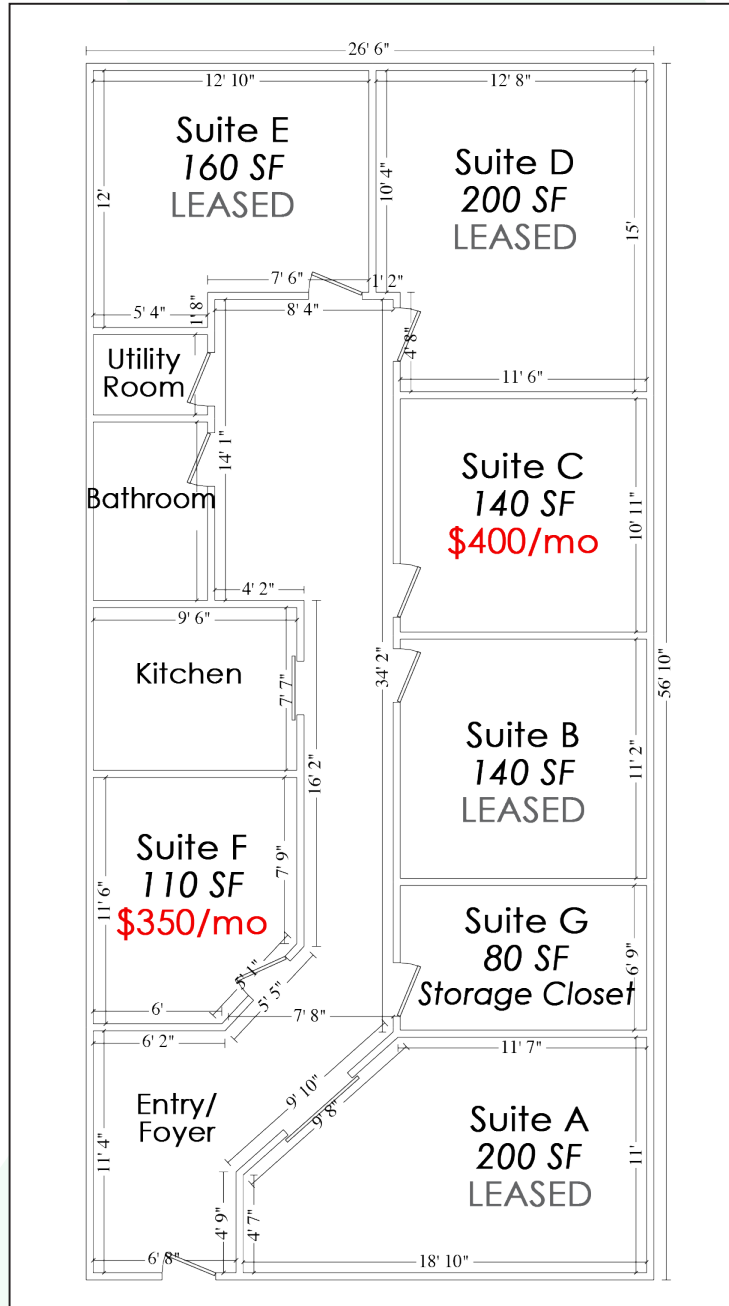 26' 6"
12' 10"
12' 8"
Suite E
160 SF
LEASED
12'
10' 4"
Suite D
200 SF
LEASED
15'
7' 6"
1' 2"
5' 4"
1' 8"
8' 4"
4' 8"
11' 6"
Utility
Room
14' 1"
Bathroom
Suite C
140 SF
$400/mo
10' 11"
4' 2"
9' 6"
Kitchen
7' 7"
34' 2"
56' 10"
Suite B
140 SF
LEASED
11' 2"
16' 2"
Suite F
110 SF
$350/mo
11' 6"
7' 9"
Suite G
80 SF
Storage Closet
6' 9"
5' 1"
5' 5"
6'
7' 8"
6' 2"
11' 7"
9' 10"
9' 8"
Entry/
Foyer
11' 4"
Suite A
200 SF
LEASED
11'
4' 9"
4' 7"
6' 8"
18' 10"